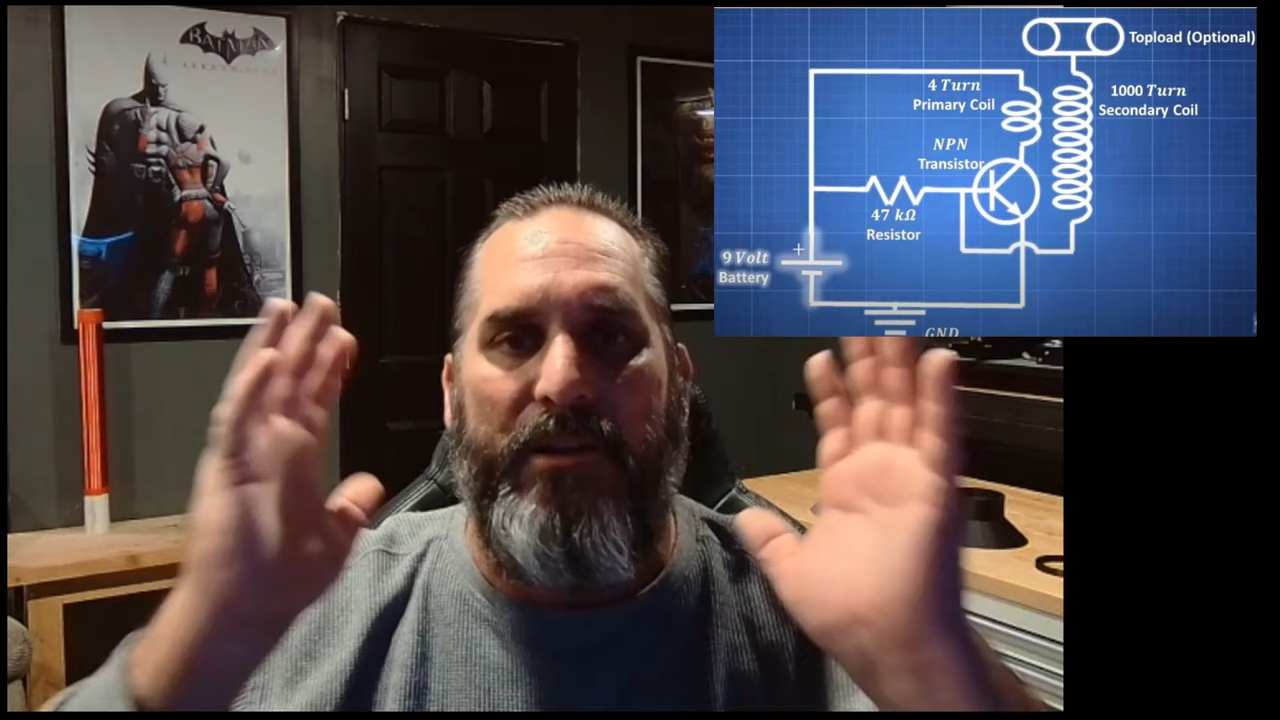 BATMAN
Topload (Optional)
4 Turn
Primary Coil
1000 Turn
Secondary Coil
NPN
Transistor
47 kΩ
Resistor
+
9 Volt
Battery
GND